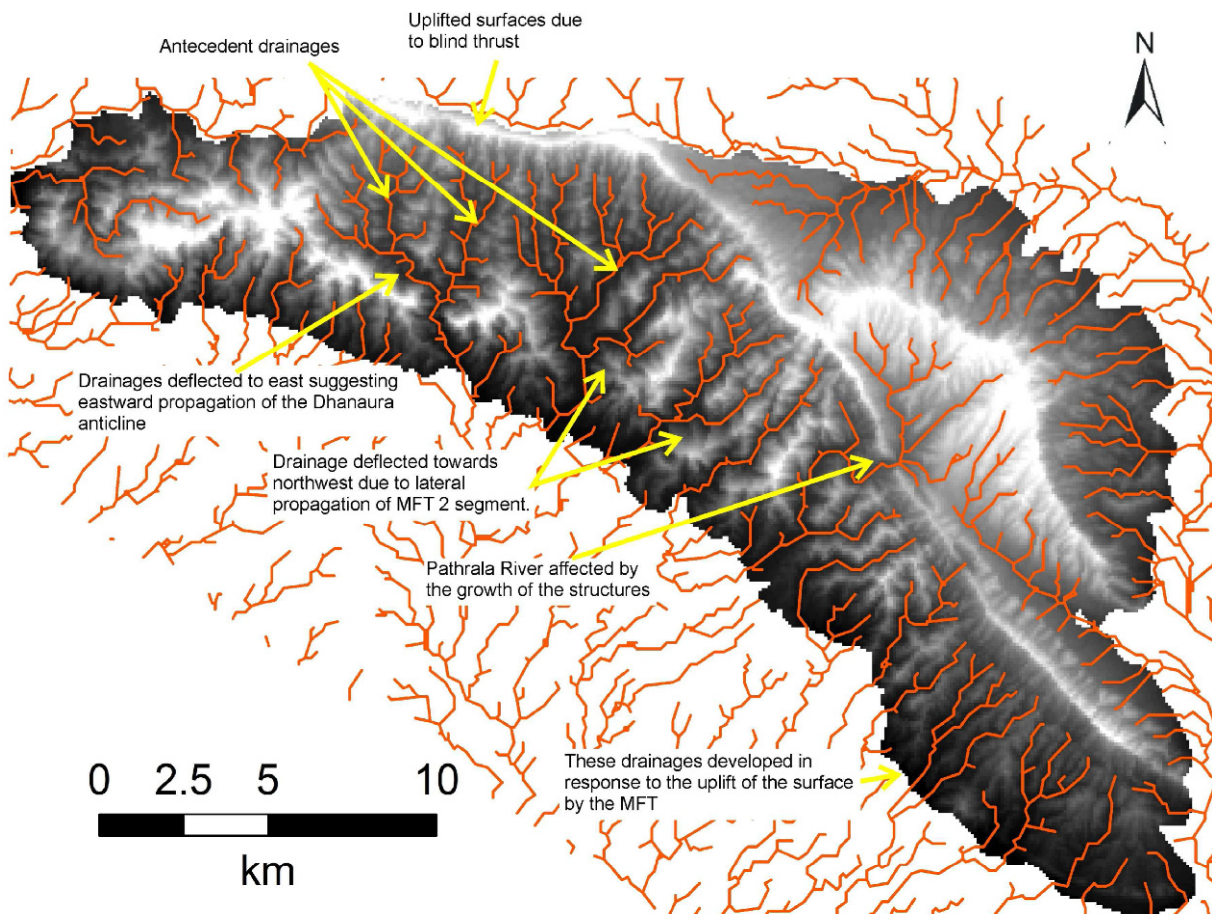 Uplifted surfaces due
to blind thrust
Antecedent drainages
N
Drainages deflected to east suggesting
eastward propagation of the Dhanaura
anticline
Drainage deflected towards
northwest due to lateral
propagation of MFT 2 segment.
Pathrala River affected by
the growth of the structures
These drainages developed in
response to the uplift of the surface
by the MFT
0 2.5 5 10
km